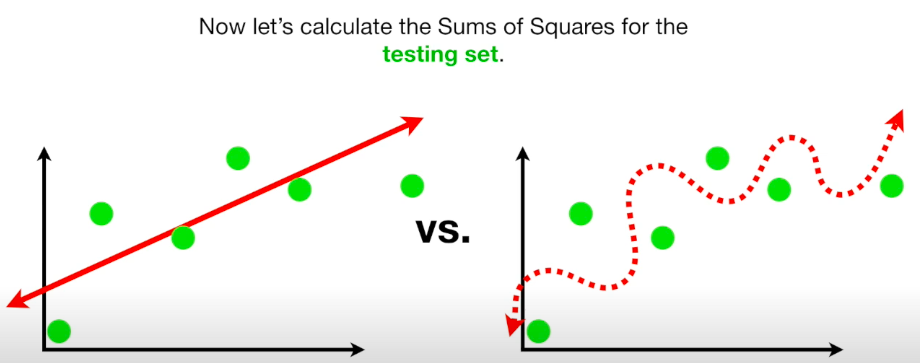 Now let's calculate the Sums of Squares for the
testing set.
vs.